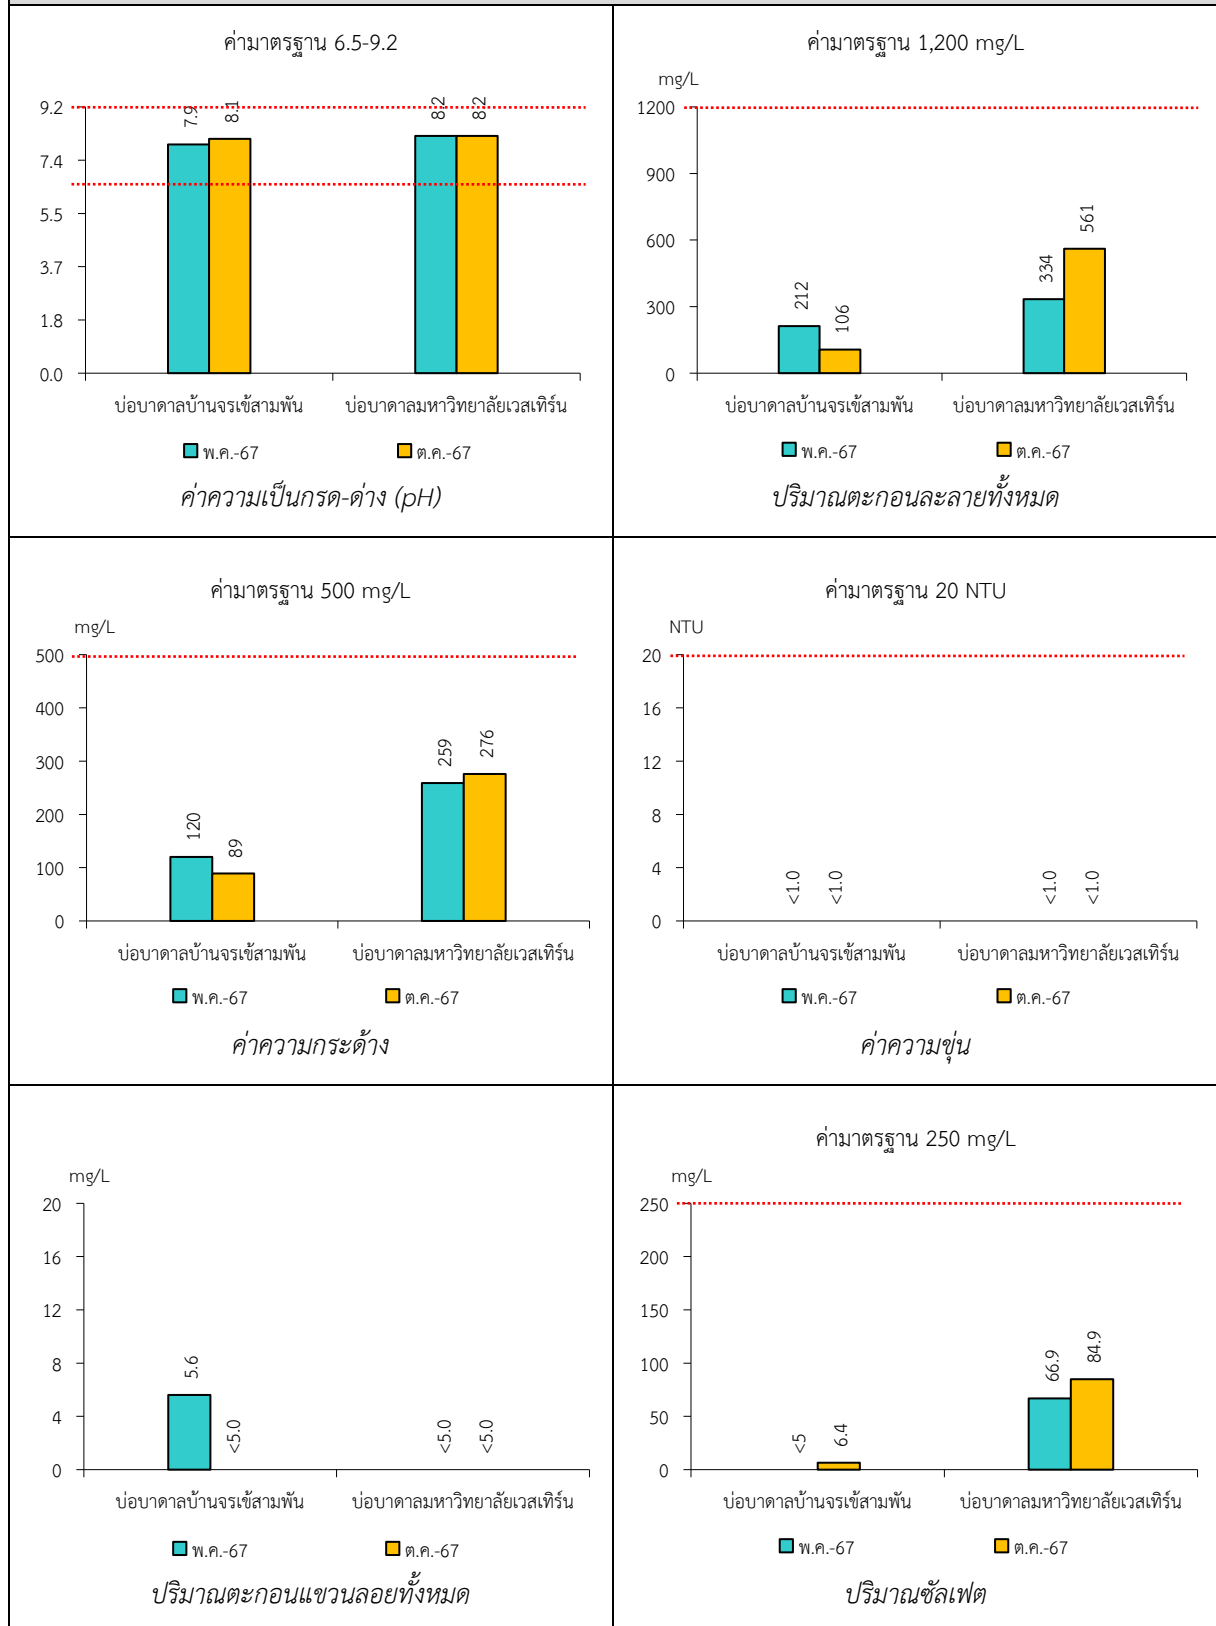 ค่ามาตรฐาน 6.5-9.2
9.2
7.4
5.5
3.7
1.8
0.0
7.9
8.1
8.2
8.2
บ่อบาดาลบ้านจรเข้สามพัน
บ่อบาดาลมหาวิทยาลัยเวสเทิร์น
พ.ค.-67
ต.ค.-67
ค่าความเป็นกรด-ด่าง (pH)
ค่ามาตรฐาน 1,200 mg/L
mg/L
1200
900
600
300
0
212
106
334
561
บ่อบาดาลบ้านจรเข้สามพัน
บ่อบาดาลมหาวิทยาลัยเวสเทิร์น
พ.ค.-67
ต.ค.-67
ปริมาณตะกอนละลายทั้งหมด
ค่ามาตรฐาน 500 mg/L
mg/L
500
400
300
200
100
0
120
89
259
276
บ่อบาดาลบ้านจรเข้สามพัน
บ่อบาดาลมหาวิทยาลัยเวสเทิร์น
พ.ค.-67
ต.ค.-67
ค่าความกระด้าง
ค่ามาตรฐาน 20 NTU
NTU
20
16
12
8
4
0
<1.0
<1.0
<1.0
<1.0
บ่อบาดาลบ้านจรเข้สามพัน
บ่อบาดาลมหาวิทยาลัยเวสเทิร์น
พ.ค.-67
ต.ค.-67
ค่าความขุ่น
mg/L
20
16
12
8
4
0
5.6
<5.0
<5.0
<5.0
บ่อบาดาลบ้านจรเข้สามพัน
บ่อบาดาลมหาวิทยาลัยเวสเทิร์น
พ.ค.-67
ต.ค.-67
ปริมาณตะกอนแขวนลอยทั้งหมด
ค่ามาตรฐาน 250 mg/L
mg/L
250
200
150
100
50
0
<5
6.4
66.9
84.9
บ่อบาดาลบ้านจรเข้สามพัน
บ่อบาดาลมหาวิทยาลัยเวสเทิร์น
พ.ค.-67
ต.ค.-67
ปริมาณซัลเฟต